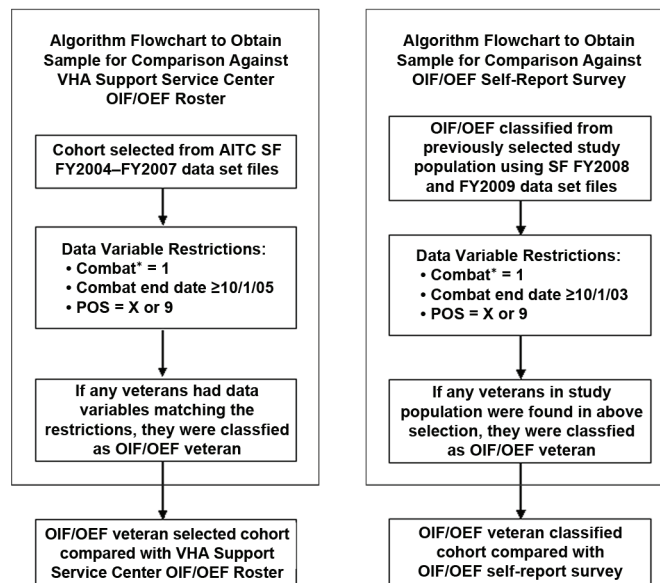 Algorithm Flowchart to Obtain
Sample for Comparison Against
VHA Support Service Center
OIF/OEF Roster
Cohort selected from AITC SF
FY2004–FY2007 data set files
Data Variable Restrictions:
• Combat* = 1
• Combat end date ≥10/1/05
• POS = X or 9
If any veterans had data
variables matching the
restrictions, they were classfied
as OIF/OEF veteran
OIF/OEF veteran selected cohort
compared with VHA Support
Service Center OIF/OEF Roster
Algorithm Flowchart to Obtain
Sample for Comparison Against
OIF/OEF Self-Report Survey
OIF/OEF classified from
previously selected study
population using SF FY2008
and FY2009 data set files
Data Variable Restrictions:
• Combat* = 1
• Combat end date ≥10/1/03
• POS = X or 9
If any veterans in study
population were found in above
selection, they were classfied
as OIF/OEF veteran
OIF/OEF veteran classified
cohort compared with
OIF/OEF self-report survey